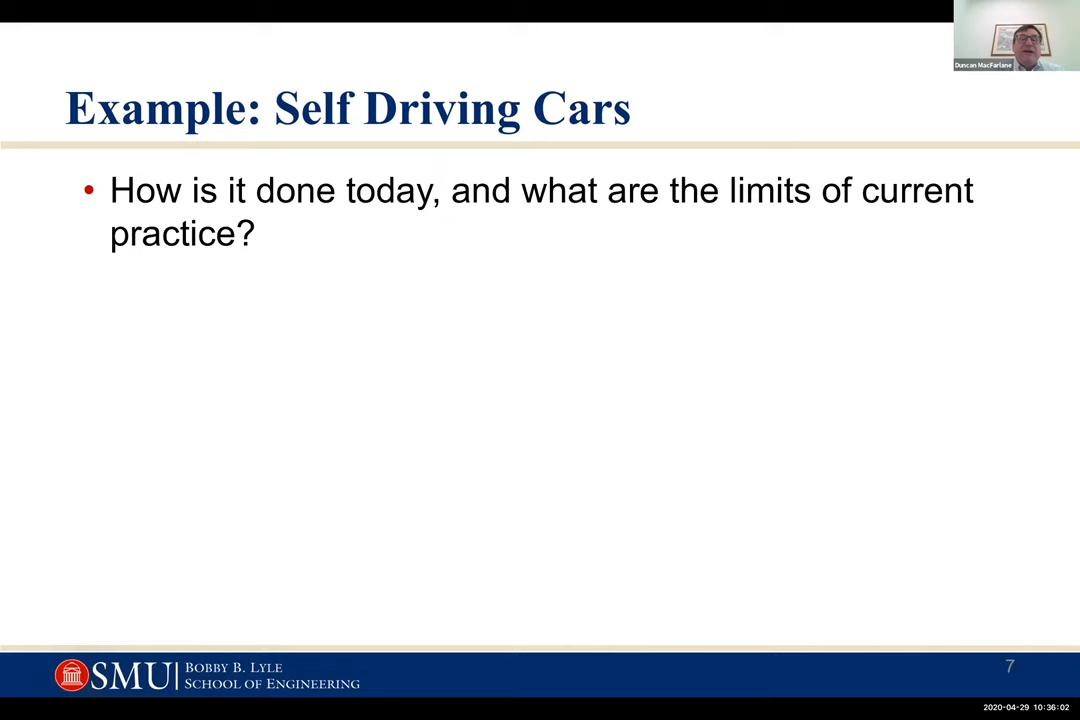 Duncan MacFarlane
Example: Self Driving Cars
• How is it done today, and what are the limits of current
practice?
SMU
BOBBY B. LYLE
SCHOOL OF ENGINEERING
7
2020-04-29 10:36:02